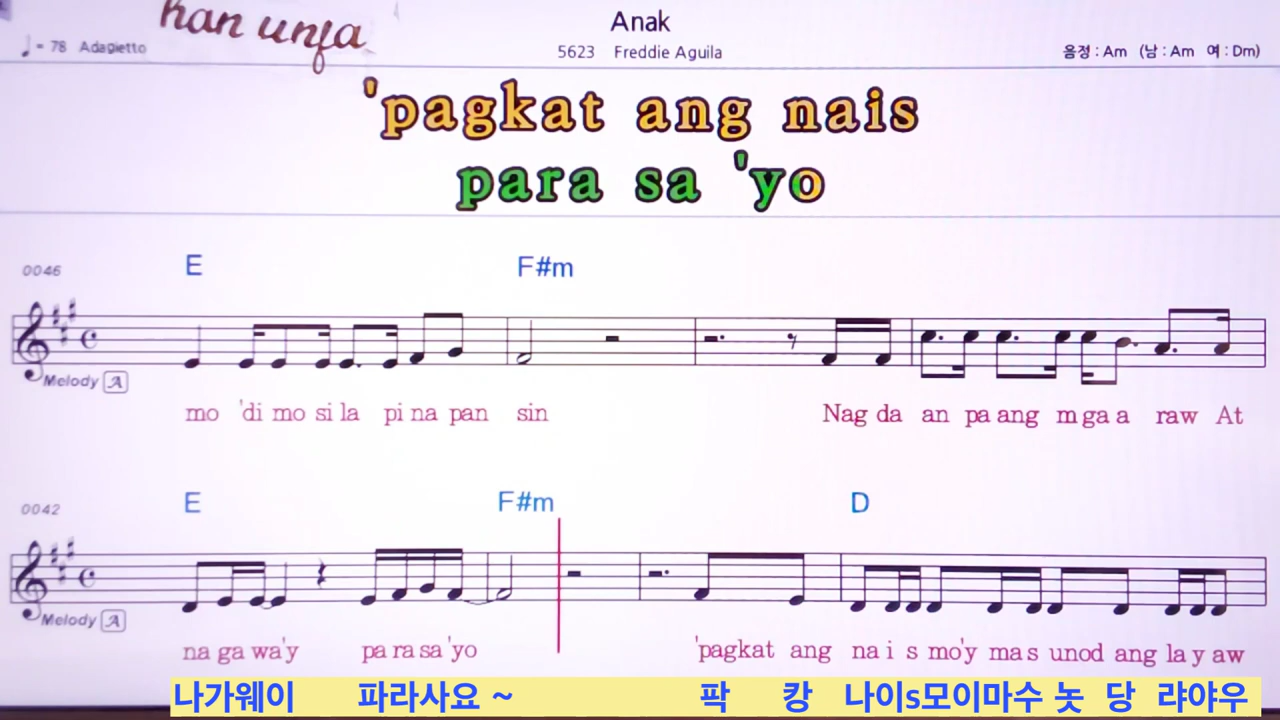 han unja
Anak
♩= 78 Adagietto
5623 Freddie Aguila
음정 : Am (남 : Am 여 : Dm)
'pagkat ang nais
para sa 'yo
0046
E F#m
Melody A
mo 'di mo si la pi na pan sin Nag da an pa ang m ga a raw At
0042
E F#m D
Melody A
na ga wa'y pa ra sa 'yo 'pagkat ang na i s mo'y ma s unod ang la y aw
나가웨이 파라사요 ~ 팍 캉 나이s모이마수 놋 당 랴야우